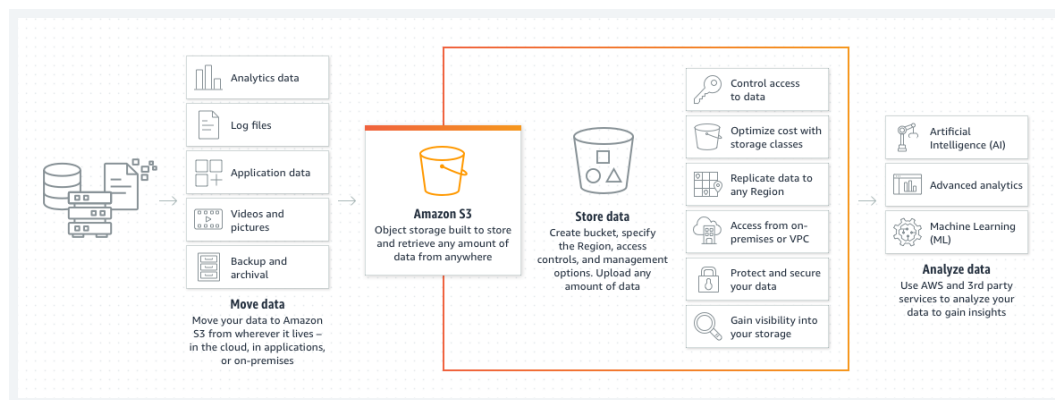 Analytics data
Log files
Application data
Videos and
pictures
Backup and
archival
Move data
Move your data to Amazon
S3 from wherever it lives –
in the cloud, in applications,
or on-premises
Amazon S3
Object storage built to store
and retrieve any amount of
data from anywhere
Store data
Create bucket, specify
the Region, access
controls, and management
options. Upload any
amount of data
Control access
to data
Optimize cost with
storage classes
Replicate data to
any Region
Access from on-
premises or VPC
Protect and secure
your data
Gain visibility into
your storage
Artificial
Intelligence (AI)
Advanced analytics
Machine Learning
(ML)
Analyze data
Use AWS and 3rd party
services to analyze your
data to gain insights